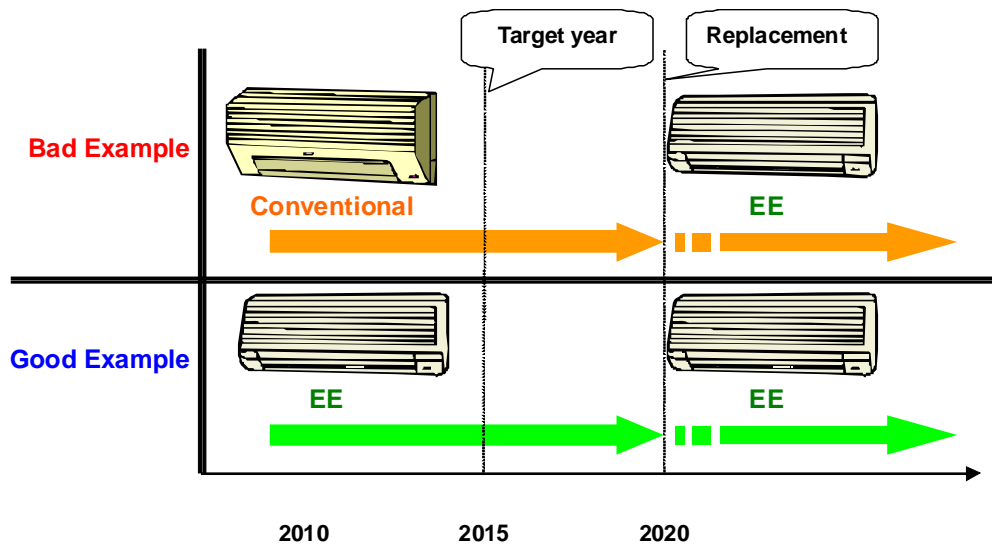 Target year
Replacement
Bad Example
Conventional
EE
Good Example
EE
EE
2010
2015
2020